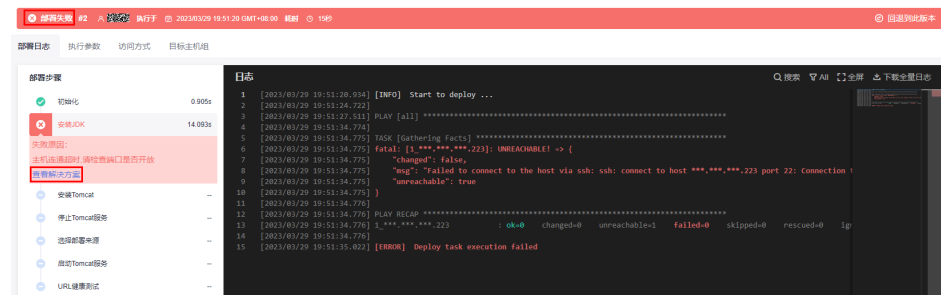 部署失败 #2 执行于 2023/03/29 19:51:20 GMT+08:00 耗时 15秒 回退到此版本
部署日志 执行参数 访问方式 目标主机组
部署步骤
初始化 0.905s
安装JDK 14.093s
失败原因：
主机连通超时,请检查端口是否开放
查看解决方案
安装Tomcat --
停止Tomcat服务 --
选择部署来源 --
启动Tomcat服务 --
URL健康测试 --
日志 搜索 All 全屏 下载全量日志
1 [2023/03/29 19:51:20.934] [INFO] Start to deploy ...
2 [2023/03/29 19:51:24.722]
3 [2023/03/29 19:51:27.511] PLAY [all] ****************************************************************
4 [2023/03/29 19:51:34.774]
5 [2023/03/29 19:51:34.775] TASK [Gathering Facts] ****************************************************
6 [2023/03/29 19:51:34.775] fatal: [1_***.***.***.223]: UNREACHABLE! => {
7 [2023/03/29 19:51:34.775] "changed": false,
8 [2023/03/29 19:51:34.775] "msg": "Failed to connect to the host via ssh: ssh: connect to host ***.***.***.223 port 22: Connection
9 [2023/03/29 19:51:34.775] "unreachable": true
10 [2023/03/29 19:51:34.775] }
11 [2023/03/29 19:51:34.776]
12 [2023/03/29 19:51:34.776] PLAY RECAP ****************************************************************
13 [2023/03/29 19:51:34.776] 1_***.***.***.223 : ok=0 changed=0 unreachable=1 failed=0 skipped=0 rescued=0
14 [2023/03/29 19:51:34.776]
15 [2023/03/29 19:51:35.022] [ERROR] Deploy task execution failed